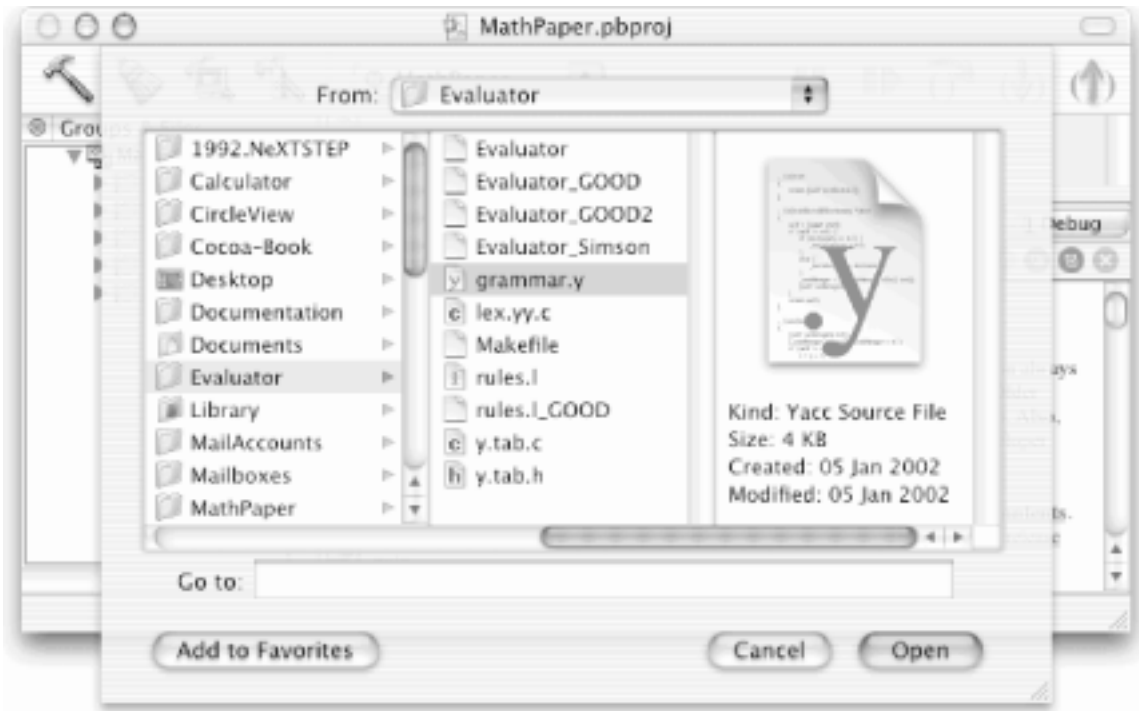 MathPaper.pbproj
From: Evaluator
Grou
1992.NeXTSTEP
Calculator
CircleView
Cocoa-Book
Desktop
Documentation
Documents
Evaluator
Library
MailAccounts
Mailboxes
MathPaper
Evaluator
Evaluator_GOOD
Evaluator_GOOD2
Evaluator_Simson
grammar.y
lex.yy.c
Makefile
rules.l
rules.l_GOOD
y.tab.c
y.tab.h
.y
Kind: Yacc Source File
Size: 4 KB
Created: 05 Jan 2002
Modified: 05 Jan 2002
Debug
Go to:
Add to Favorites
Cancel
Open